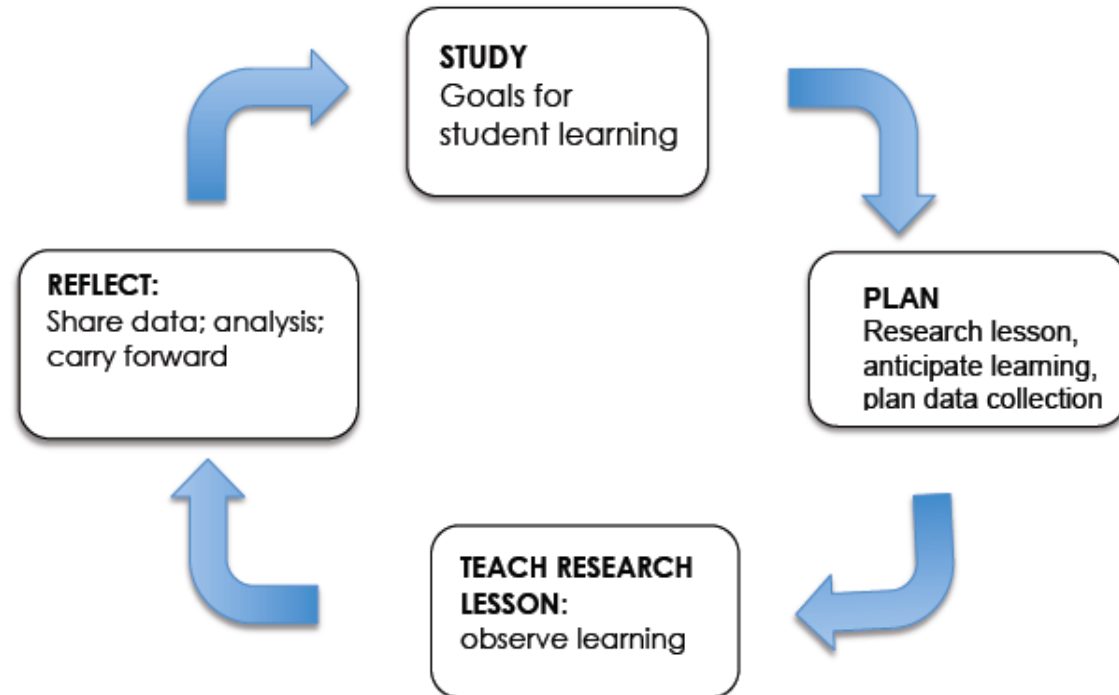 STUDY
Goals for
student learning
PLAN
Research lesson,
anticipate learning,
plan data collection
TEACH RESEARCH
LESSON:
observe learning
REFLECT:
Share data; analysis;
carry forward